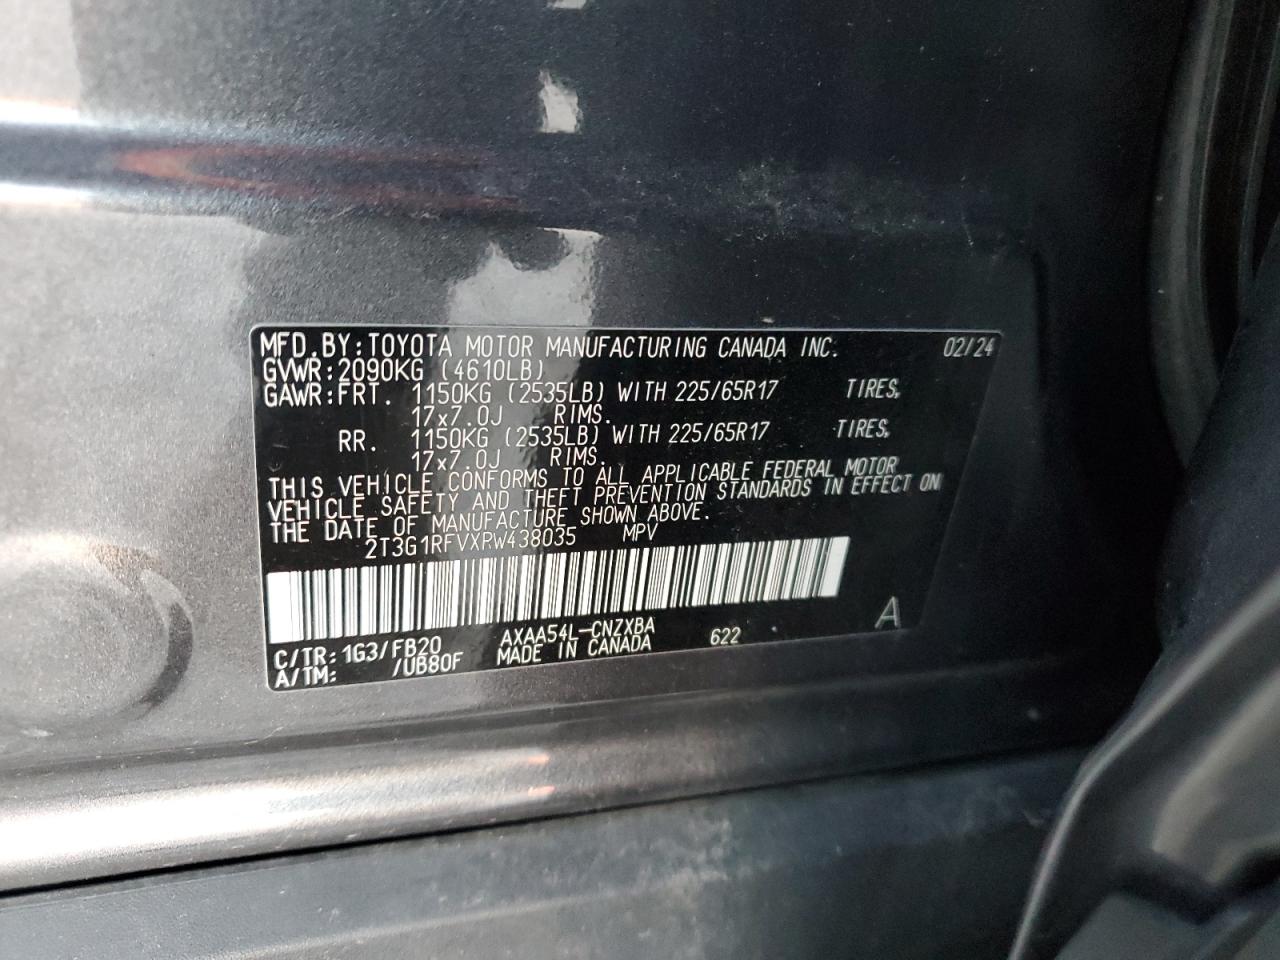 MFD.BY:TOYOTA MOTOR MANUFACTURING CANADA INC. 02/24
GVWR:2090KG (4610LB)
GAWR:FRT. 1150KG (2535LB) WITH 225/65R17 TIRES,
17x7.0J RIMS.
RR. 1150KG (2535LB) WITH 225/65R17 TIRES,
17x7.0J RIMS.
THIS VEHICLE CONFORMS TO ALL APPLICABLE FEDERAL MOTOR
VEHICLE SAFETY AND THEFT PREVENTION STANDARDS IN EFFECT ON
THE DATE OF MANUFACTURE SHOWN ABOVE.
2T3G1RFVXRW438035 MPV
C/TR:1G3/FB20 AXAA54L-CNZXBA 622 A
A/TM: /UB80F MADE IN CANADA